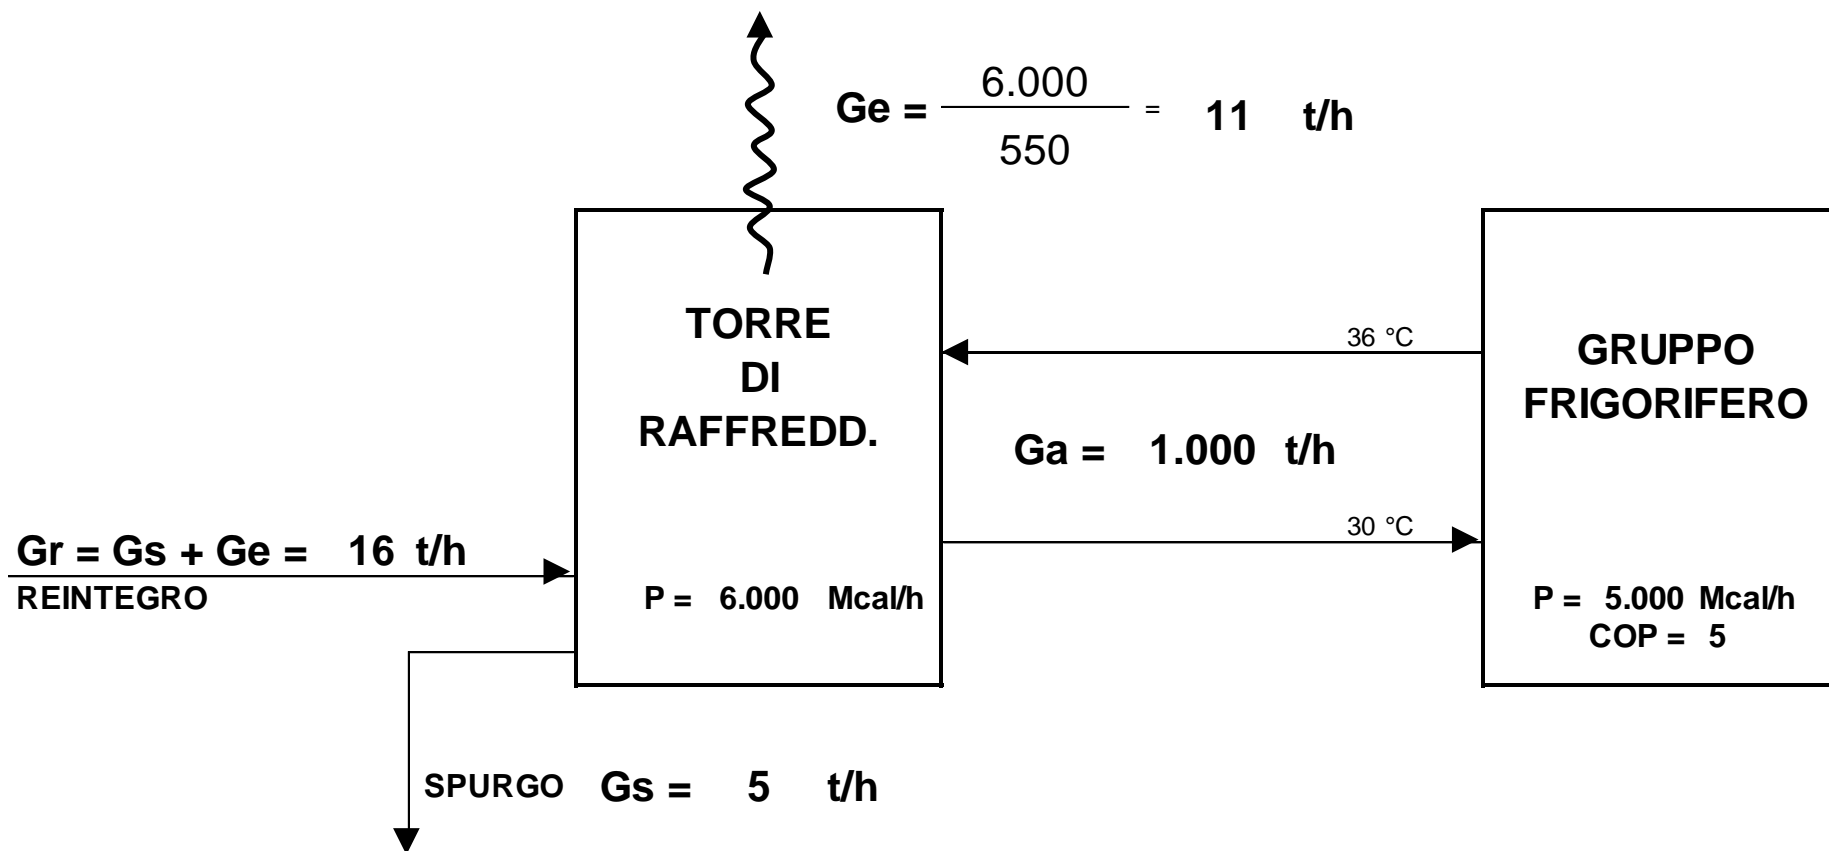 6.000
Ge = = 11 t/h
550
TORRE
DI
RAFFREDD.
36 °C
GRUPPO
FRIGORIFERO
Ga = 1.000 t/h
30 °C
Gr = Gs + Ge = 16 t/h
REINTEGRO
P = 6.000 Mcal/h
P = 5.000 Mcal/h
COP = 5
SPURGO Gs = 5 t/h